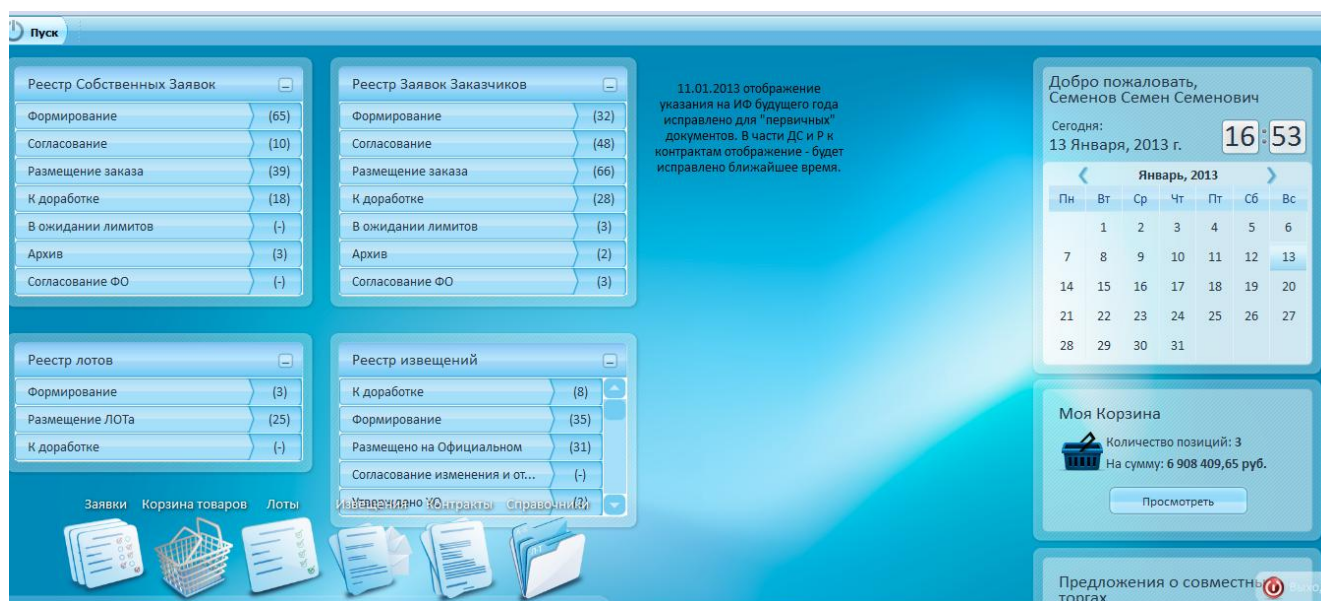 Пуск
Реестр Собственных Заявок
Формирование (65)
Согласование (10)
Размещение заказа (39)
К доработке (18)
В ожидании лимитов (-)
Архив (3)
Согласование ФО (-)
Реестр Заявок Заказчиков
Формирование (32)
Согласование (48)
Размещение заказа (66)
К доработке (28)
В ожидании лимитов (3)
Архив (2)
Согласование ФО (3)
11.01.2013 отображение
указания на ИФ будущего года
исправлено для "первичных"
документов. В части ДС и Р к
контрактам отображение - будет
исправлено ближайшее время.
Добро пожаловать,
Семенов Семен Семенович
Сегодня:
13 Января, 2013 г.
16:53
Январь, 2013
Пн Вт Ср Чт Пт Сб Вс
1 2 3 4 5 6
7 8 9 10 11 12 13
14 15 16 17 18 19 20
21 22 23 24 25 26 27
28 29 30 31
Реестр лотов
Формирование (3)
Размещение ЛОТа (25)
К доработке (-)
Реестр извещений
К доработке (8)
Формирование (35)
Размещено на Официальном (31)
Согласование изменения и от... (-)
Утверждено УО (2)
Моя Корзина
Количество позиций: 3
На сумму: 6 908 409,65 руб.
Просмотреть
Заявки Корзина товаров Лоты Извещения Контракты Справочники
Предложения о совместных
торгах
Выход